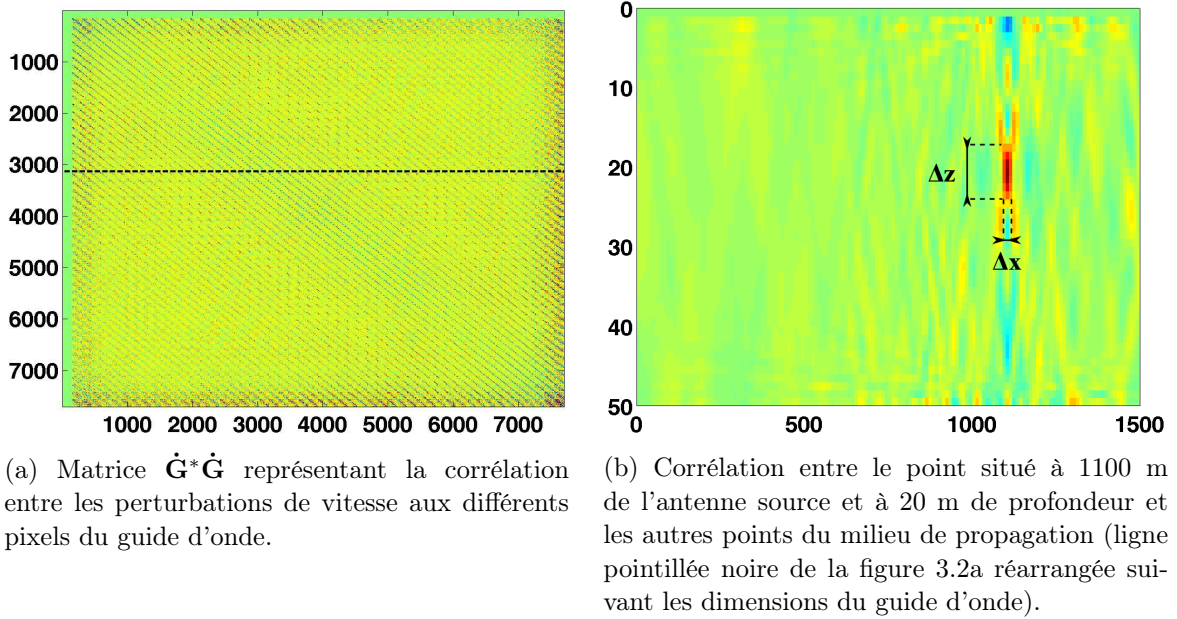 1000
2000
3000
4000
5000
6000
7000
1000 2000 3000 4000 5000 6000 7000
(a) Matrice Ġ*Ġ représentant la corrélation
entre les perturbations de vitesse aux différents
pixels du guide d'onde.
0
10
20
30
40
50
0 500 1000 1500
Δz
Δx
(b) Corrélation entre le point situé à 1100 m
de l'antenne source et à 20 m de profondeur et
les autres points du milieu de propagation (ligne
pointillée noire de la figure 3.2a réarrangée sui-
vant les dimensions du guide d'onde).